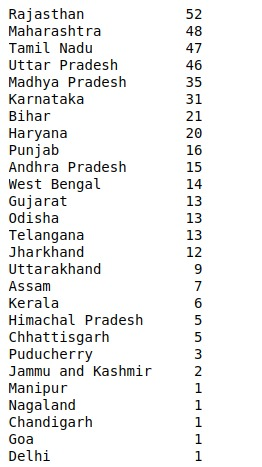 Rajasthan 52
Maharashtra 48
Tamil Nadu 47
Uttar Pradesh 46
Madhya Pradesh 35
Karnataka 31
Bihar 21
Haryana 20
Punjab 16
Andhra Pradesh 15
West Bengal 14
Gujarat 13
Odisha 13
Telangana 13
Jharkhand 12
Uttarakhand 9
Assam 7
Kerala 6
Himachal Pradesh 5
Chhattisgarh 5
Puducherry 3
Jammu and Kashmir 2
Manipur 1
Nagaland 1
Chandigarh 1
Goa 1
Delhi 1